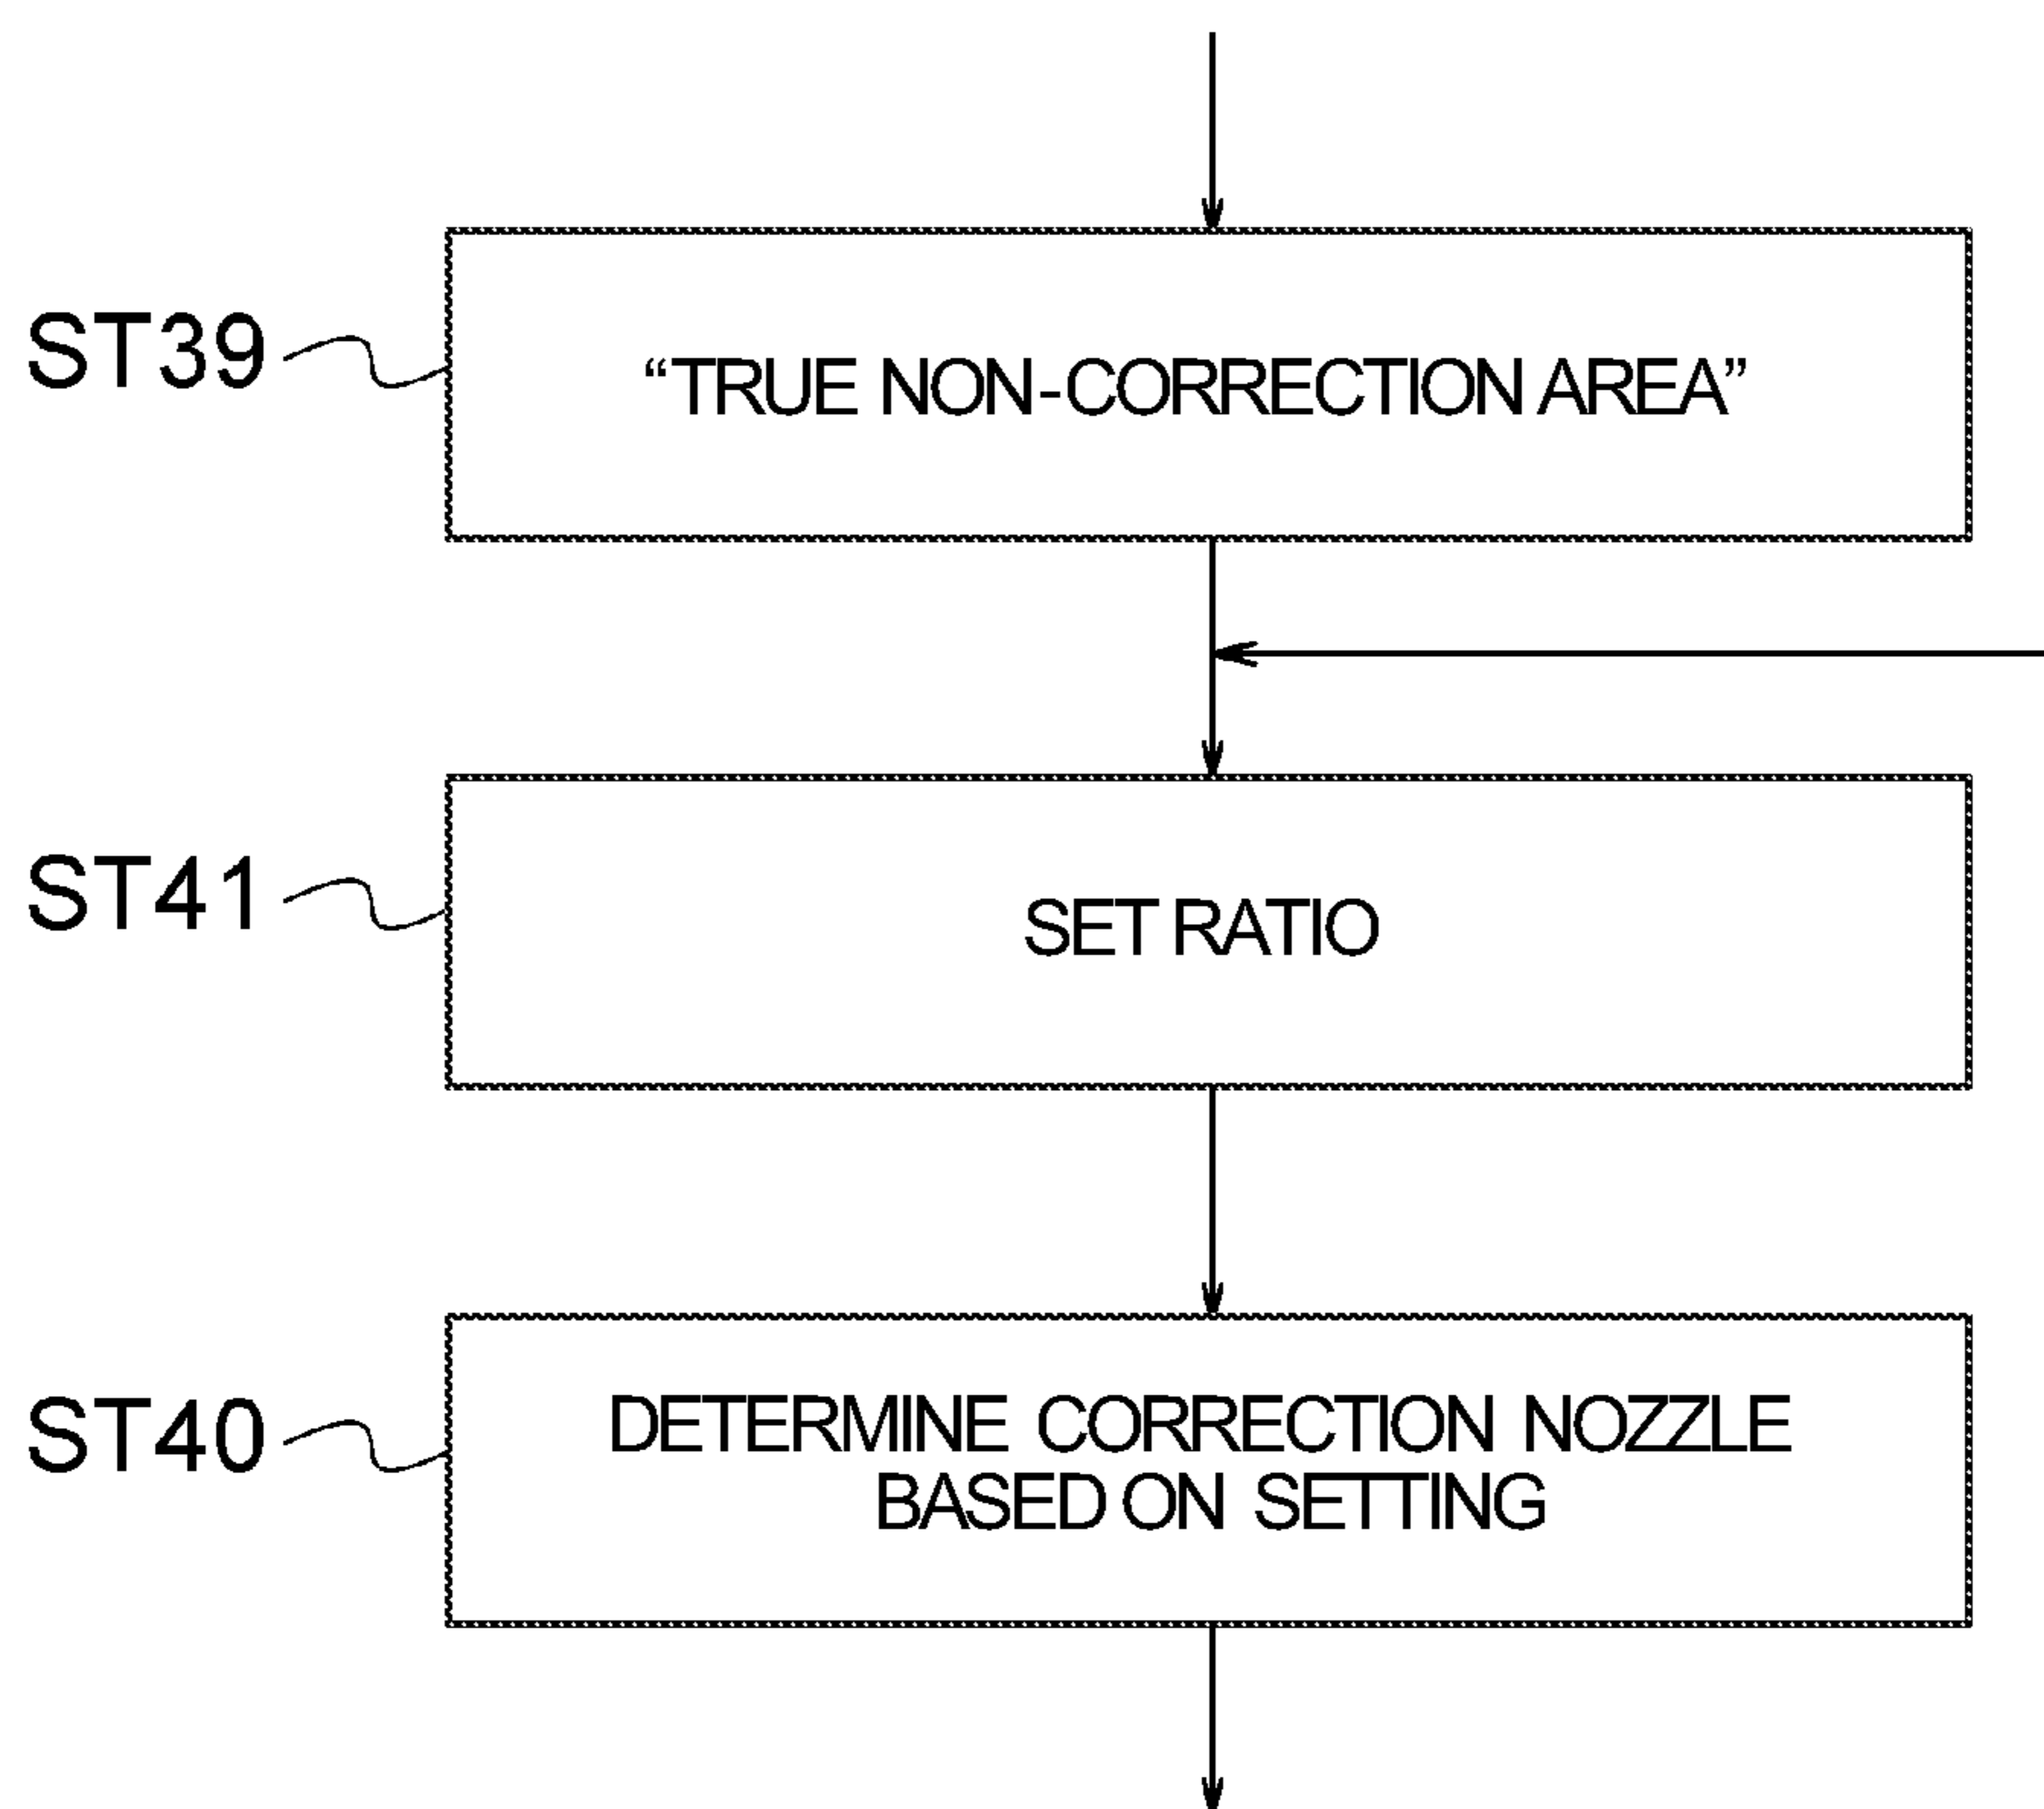 ST39
“TRUE NON-CORRECTION AREA”
ST41
SET RATIO
ST40
DETERMINE CORRECTION NOZZLE
BASED ON SETTING